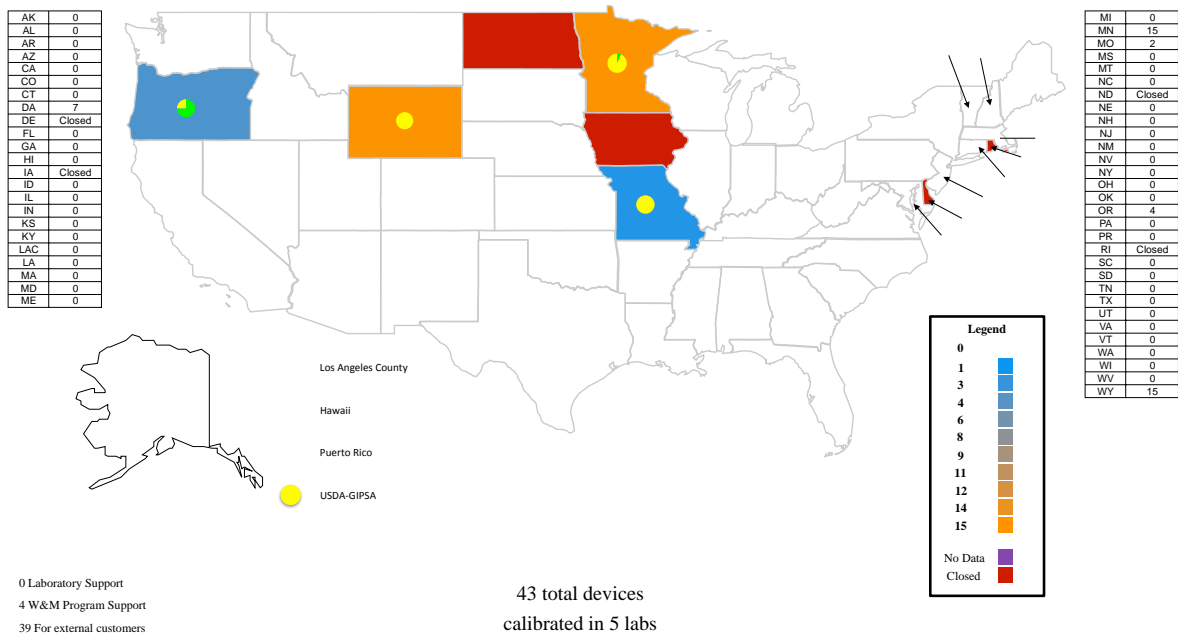 AK 0
AL 0
AR 0
AZ 0
CA 0
CO 0
CT 0
DA 7
DE Closed
FL 0
GA 0
HI 0
IA Closed
ID 0
IL 0
IN 0
KS 0
KY 0
LAC 0
LA 0
MA 0
MD 0
ME 0
MI 0
MN 15
MO 2
MS 0
MT 0
NC 0
ND Closed
NE 0
NH 0
NJ 0
NM 0
NV 0
NY 0
OH 0
OK 0
OR 4
PA 0
PR 0
RI Closed
SC 0
SD 0
TN 0
TX 0
UT 0
VA 0
VT 0
WA 0
WI 0
WV 0
WY 15
Los Angeles County
Hawaii
Puerto Rico
USDA-GIPSA
Legend
0
1
3
4
6
8
9
11
12
14
15
No Data
Closed
0 Laboratory Support
4 W&M Program Support
39 For external customers
43 total devices
calibrated in 5 labs